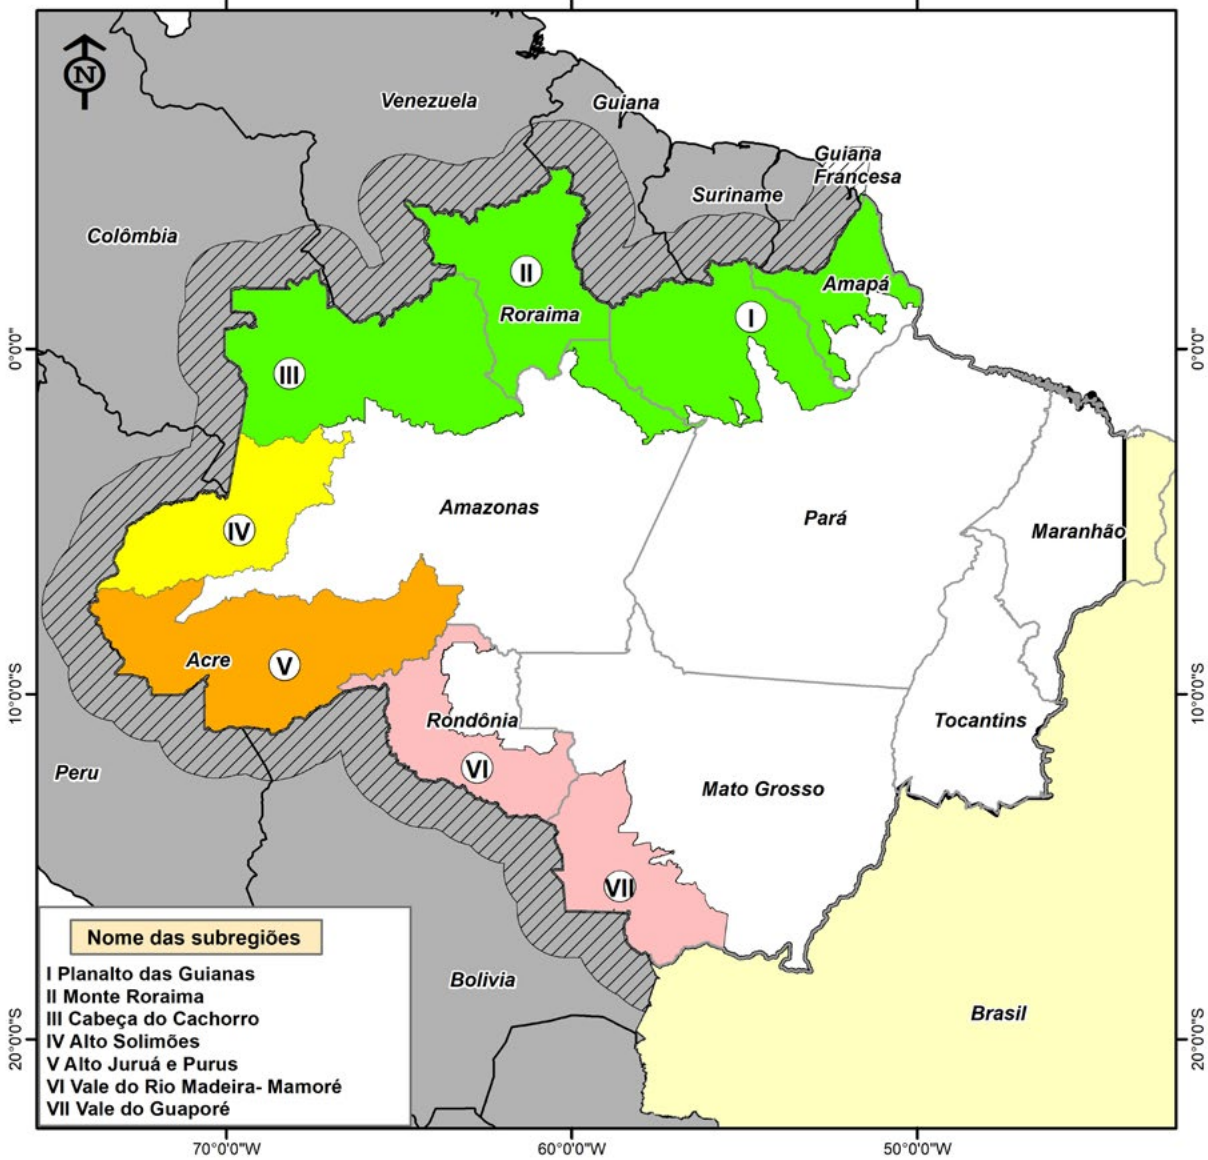 N
Venezuela
Guiana
Guiana
Francesa
Suriname
Colômbia
II
Amapá
Roraima
I
0°0'0"
0°0'0"
III
Amazonas
Pará
Maranhão
IV
Acre
V
10°0'0"S
10°0'0"S
Rondônia
Tocantins
Peru
VI
Mato Grosso
VII
Nome das subregiões
I Planalto das Guianas
II Monte Roraima
III Cabeça do Cachorro
IV Alto Solimões
V Alto Juruá e Purus
VI Vale do Rio Madeira- Mamoré
VII Vale do Guaporé
Bolivia
Brasil
20°0'0"S
20°0'0"S
70°0'0"W
60°0'0"W
50°0'0"W